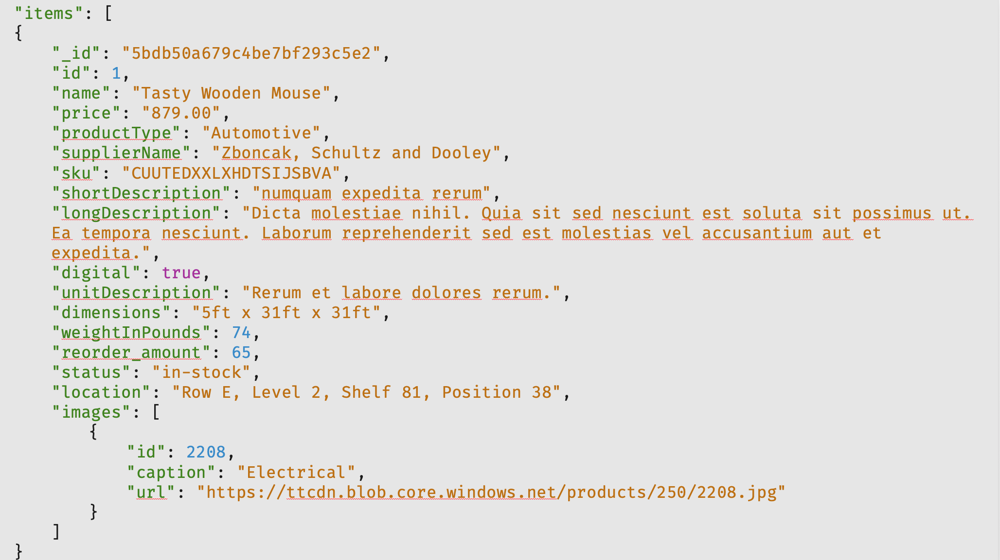 "items": [
{
"_id": "5bdb50a679c4be7bf293c5e2",
"id": 1,
"name": "Tasty Wooden Mouse",
"price": "879.00",
"productType": "Automotive",
"supplierName": "Zboncak, Schultz and Dooley",
"sku": "CUUTEDXXLXHDTSIJSBVA",
"shortDescription": "numquam expedita rerum",
"longDescription": "Dicta molestiae nihil. Quia sit sed nesciunt est soluta sit possimus ut.
Ea tempora nesciunt. Laborum reprehenderit sed est molestias vel accusantium aut et
expedita.",
"digital": true,
"unitDescription": "Rerum et labore dolores rerum.",
"dimensions": "5ft x 31ft x 31ft",
"weightInPounds": 74,
"reorder_amount": 65,
"status": "in-stock",
"location": "Row E, Level 2, Shelf 81, Position 38",
"images": [
{
"id": 2208,
"caption": "Electrical",
"url": "https://ttcdn.blob.core.windows.net/products/250/2208.jpg"
}
]
}